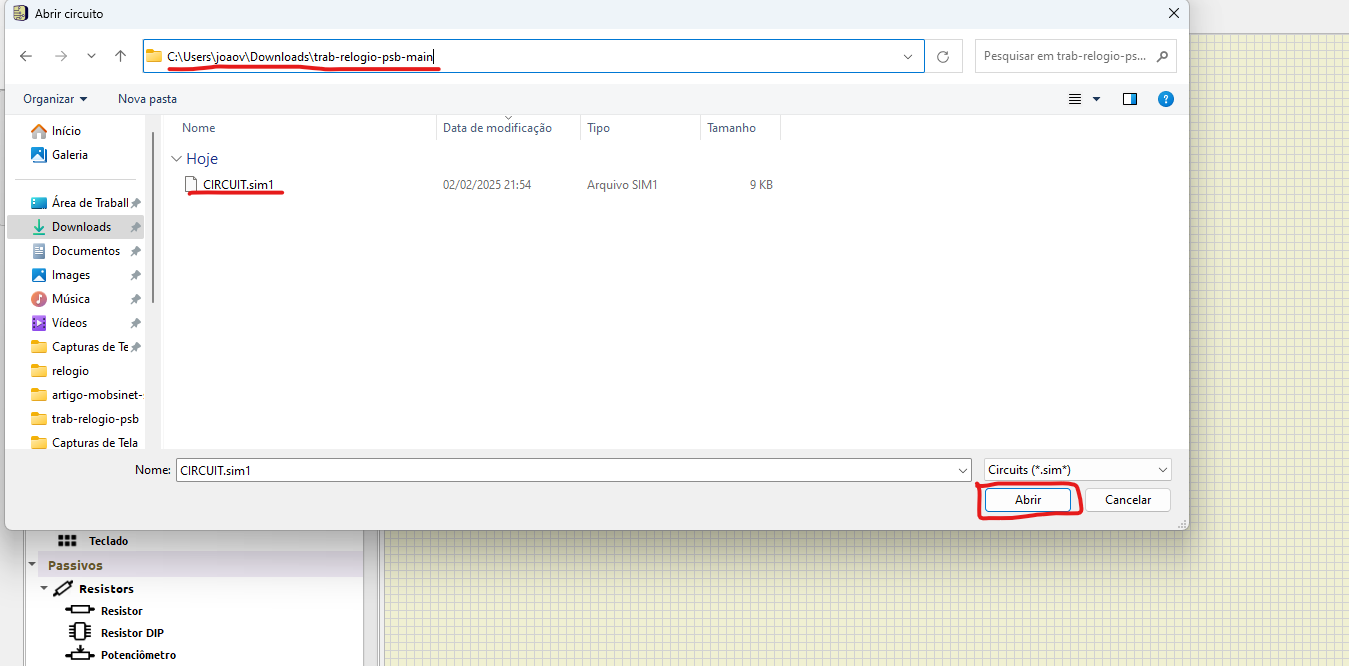 Abrir circuito
C:\Users\joaov\Downloads\trab-relogio-psb-main
Pesquisar em trab-relogio-ps...
Organizar
Nova pasta
?
Início
Galeria
Área de Traball
Downloads
Documentos
Images
Música
Vídeos
Capturas de Te
relogio
artigo-mobsinet-
trab-relogio-psb
Capturas de Tela
Nome Data de modificação Tipo Tamanho
Hoje
CIRCUIT.sim1 02/02/2025 21:54 Arquivo SIM1 9 KB
Nome: CIRCUIT.sim1 Circuits (*.sim*)
Abrir Cancelar
Teclado
Passivos
Resistors
Resistor
Resistor DIP
Potenciômetro